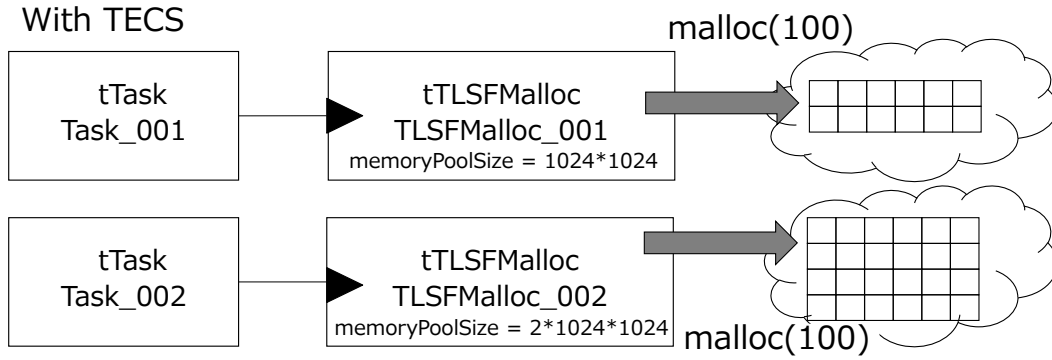 With TECS
malloc(100)
tTask
Task_001
tTLSFMalloc
TLSFMalloc_001
memoryPoolSize = 1024*1024
tTask
Task_002
tTLSFMalloc
TLSFMalloc_002
memoryPoolSize = 2*1024*1024
malloc(100)